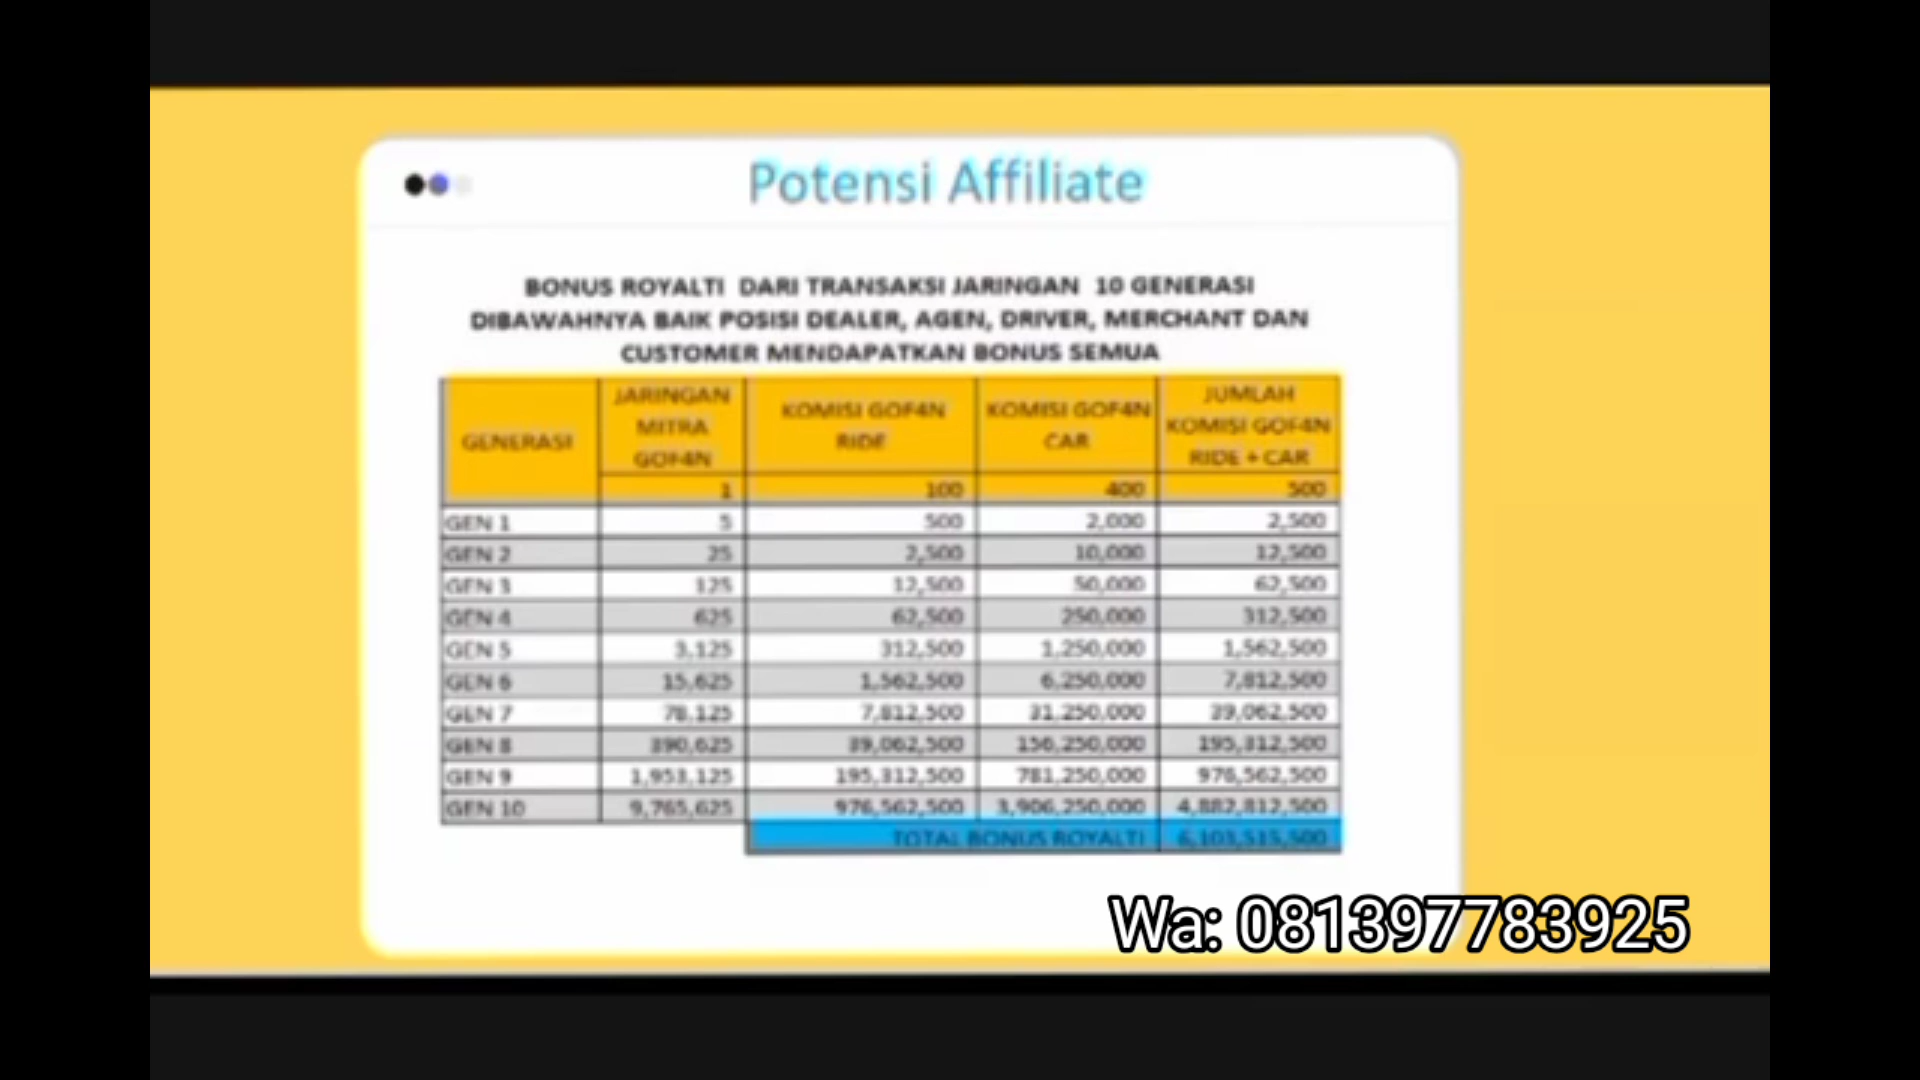 Potensi Affiliate
BONUS ROYALTI DARI TRANSAKSI JARINGAN 10 GENERASI
DIBAWAHNYA BAIK POSISI DEALER, AGEN, DRIVER, MERCHANT DAN
CUSTOMER MENDAPATKAN BONUS SEMUA
GENERASI JARINGAN MITRA GOF4N KOMISI GOF4N RIDE KOMISI GOF4N CAR JUMLAH KOMISI GOF4N RIDE + CAR
1 100 400 500
GEN 1 5 500 2,000 2,500
GEN 2 25 2,500 10,000 12,500
GEN 3 125 12,500 50,000 62,500
GEN 4 625 62,500 250,000 312,500
GEN 5 3,125 312,500 1,250,000 1,562,500
GEN 6 15,625 1,562,500 6,250,000 7,812,500
GEN 7 78,125 7,812,500 31,250,000 39,062,500
GEN 8 390,625 39,062,500 156,250,000 195,312,500
GEN 9 1,953,125 195,312,500 781,250,000 976,562,500
GEN 10 9,765,625 976,562,500 3,906,250,000 4,882,812,500
TOTAL BONUS ROYALTI 6,103,515,500
Wa: 081397783925